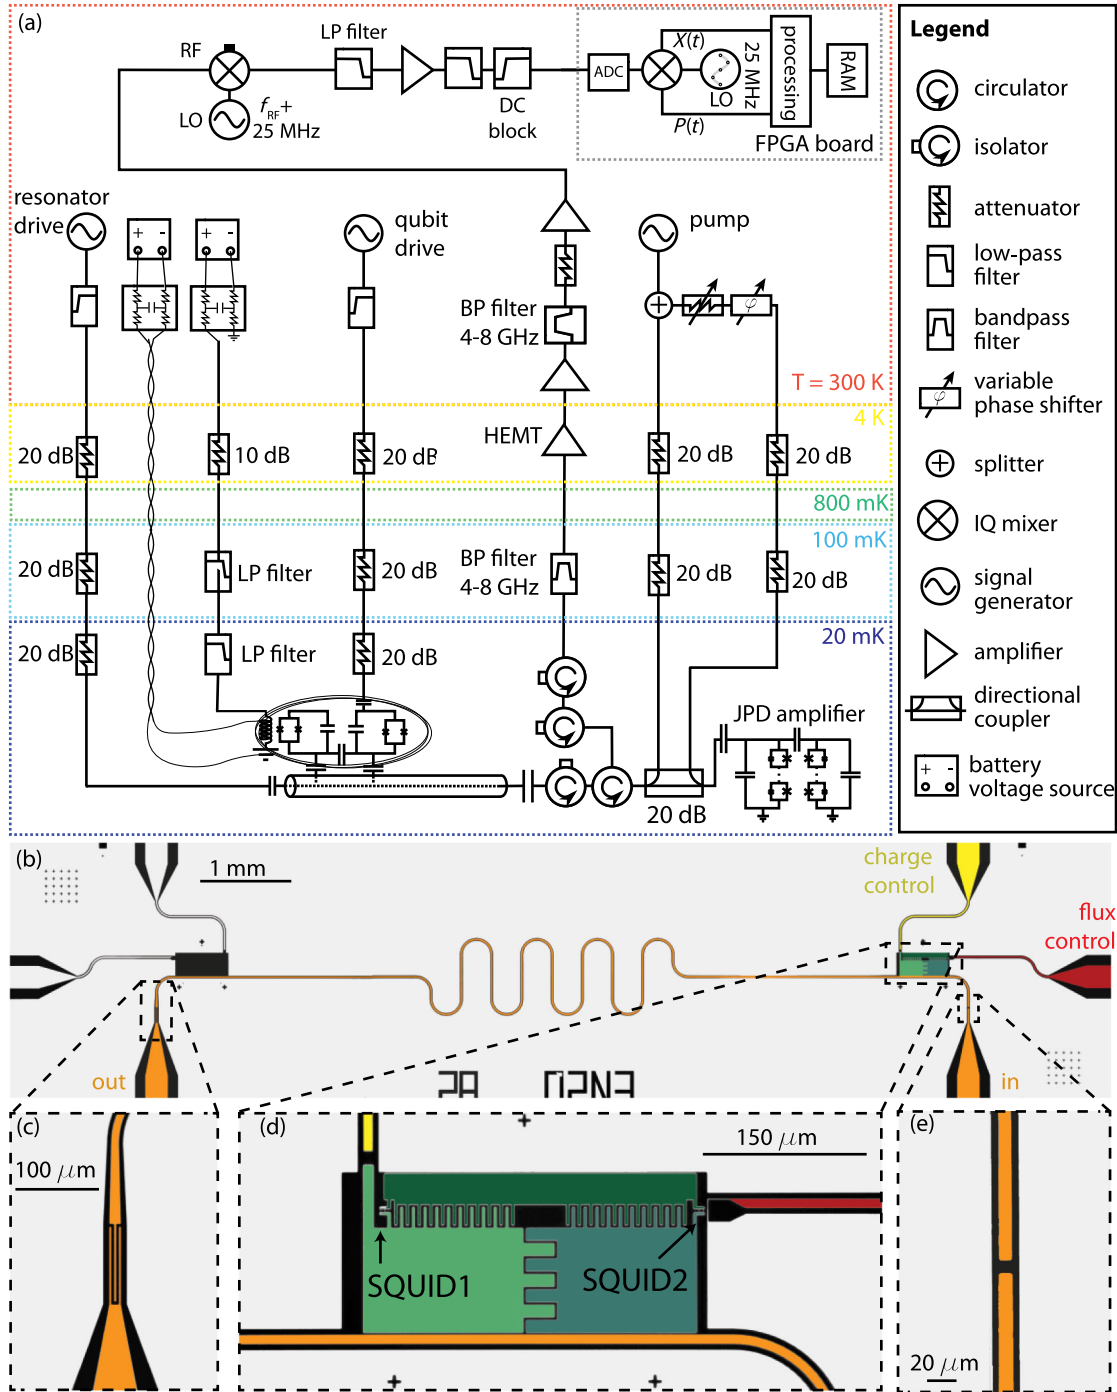 (a)
RF
LP filter
LO
f_RF+
25 MHz
DC
block
ADC
X(t)
P(t)
25 MHz
LO
processing
RAM
FPGA board
resonator
drive
+ -
+ -
qubit
drive
pump
φ
BP filter
4-8 GHz
T = 300 K
4 K
20 dB
10 dB
20 dB
HEMT
20 dB
20 dB
800 mK
100 mK
20 dB
LP filter
20 dB
BP filter
4-8 GHz
20 dB
20 dB
20 mK
20 dB
LP filter
20 dB
JPD amplifier
20 dB
Legend
circulator
isolator
attenuator
low-pass
filter
bandpass
filter
φ
variable
phase shifter
splitter
IQ mixer
signal
generator
amplifier
directional
coupler
+ -
battery
voltage source
(b)
1 mm
charge
control
flux
control
out
in
(c)
100 μm
(d)
150 μm
SQUID1
SQUID2
(e)
20 μm